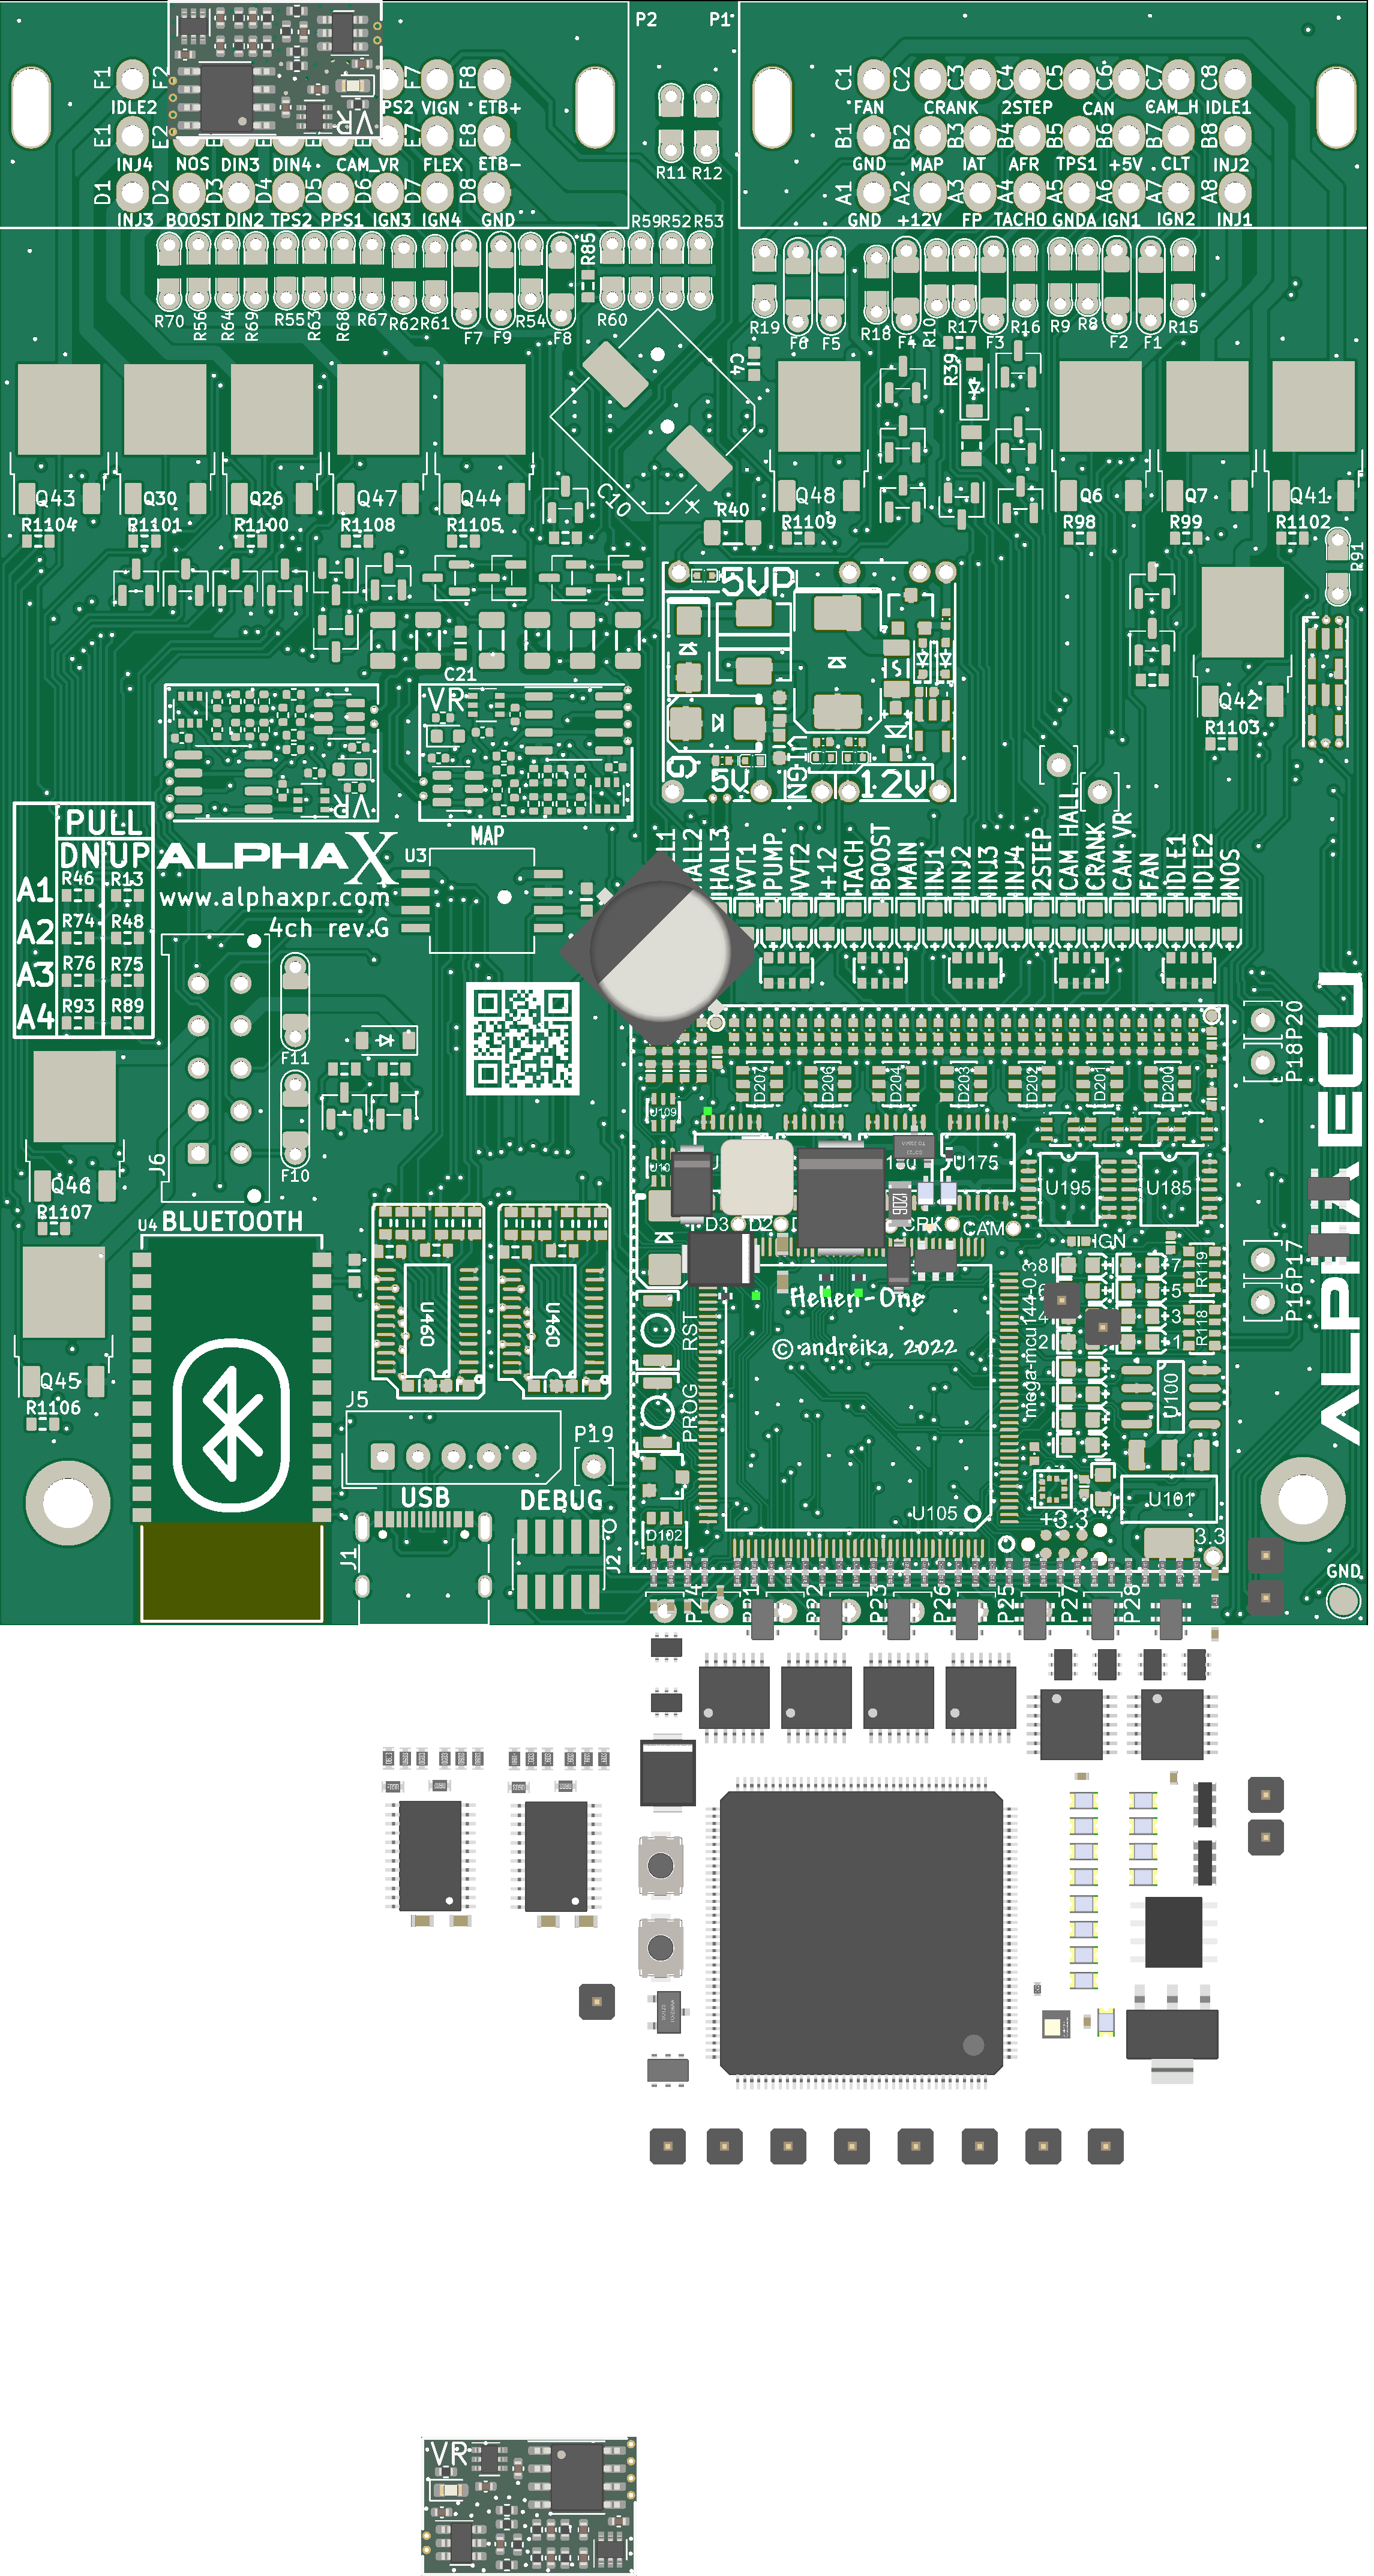 P2 P1
F1 F2 F7 F8
C1 C2 C3 C4 C5 C6 C7 C8
IDLE2 VIGN ETB+
FAN CRANK 2STEP CAN CAM_H IDLE1
VR
E1 E2 E7 E8
B1 B2 B3 B4 B5 B6 B7 B8
INJ4 NOS DIN3 DIN4 CAM_VR FLEX ETB-
GND MAP IAT AFR TPS1 +5V CLT INJ2
R11 R12
D1 D2 D3 D4 D5 D6 D7 D8
A1 A2 A3 A4 A5 A6 A7 A8
INJ3 BOOST DIN2 TPS2 PPS1 IGN3 IGN4 GND
GND +12V FP TACHO GNDA IGN1 IGN2 INJ1
R59 R52 R53
R85
R70 R56 R64 R69 R55 R63 R68 R67 R62 R61 F7 F9 R54 F8 R60
R19 F6 F5 R18 F4 R10 R17 F3 R16 R9 R8 F2 F1 R15
C4 R39
Q43 Q30 Q26 Q47 Q44 C10 Q48 Q6 Q7 Q41
R1104 R1101 R1100 R1108 R1105 R40 R1109 R98 R99 R1102
R91
5VP
C21
VR
Q42
R1103
VR
G 5V VIGN 12V
MAP
PULL
DN UP
ALPHAX
U3
www.alphaxpr.com
4ch rev.G
A1 R46 R13
A2 R74 R48
A3 R76 R75
A4 R93 R89
HALL2 HALL3 VVT1 PUMP VVT2 +12 TACH BOOST MAIN INJ1 INJ2 INJ3 INJ4 2STEP CAM HALL CRANK CAM VR FAN IDLE1 IDLE2 NOS
ALPHAX ECU
P18 P20
F11
D207 D206 D204 D203 D202 D201 D200
U109
J6
F10
U175 U195 U185
Q46
R1107
U4 BLUETOOTH
D3 D2 CRK CAM
IGN
P16 P17
8 7
6 5
4 3
2 1
R119
R118
U460 U460
RST
PROG
Hellen-One
© andreika, 2022
mega-mcu144-0.3
U100
Q45
R1106
J5
P19
USB DEBUG
U105
U101
+3.3
3.3
D102
J1 J2
GND
P24 P21 P22 P23 P26 P25 P27 P28
VR